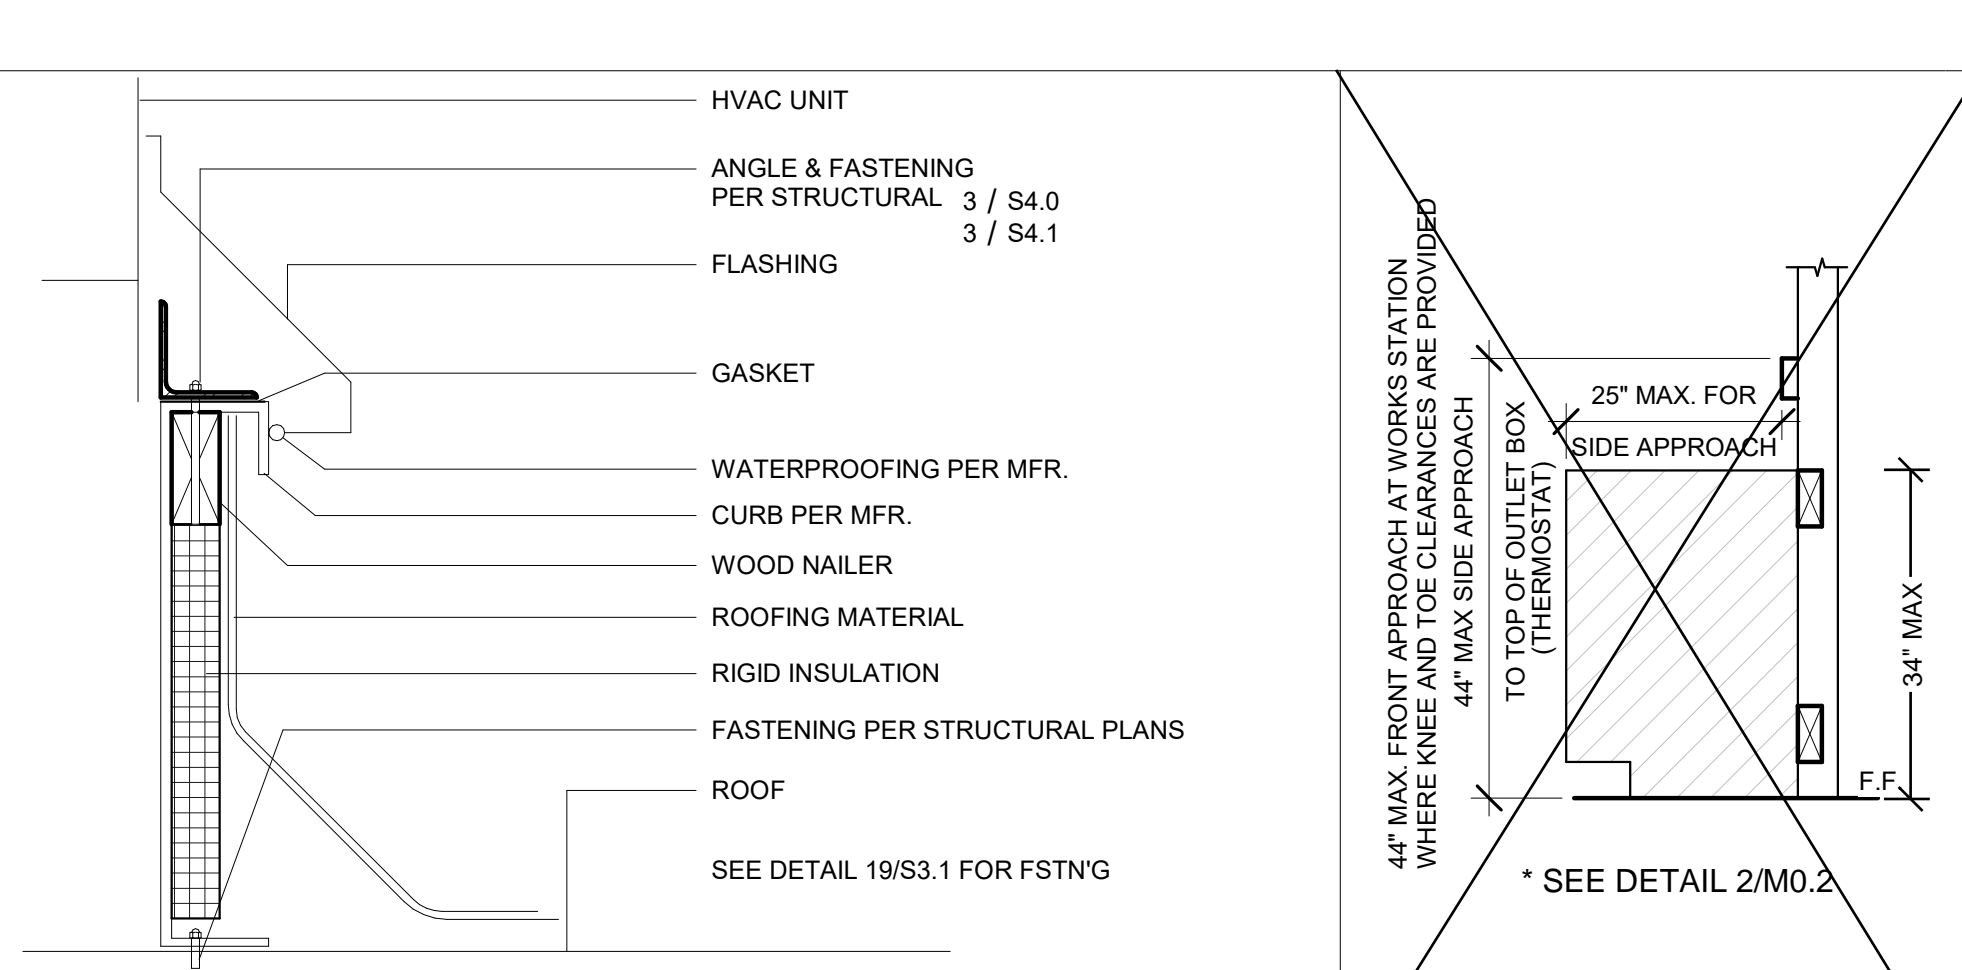 HVAC UNIT
ANGLE & FASTENING
PER STRUCTURAL 3 / S4.0
3 / S4.1
FLASHING
GASKET
WATERPROOFING PER MFR.
CURB PER MFR.
WOOD NAILER
ROOFING MATERIAL
RIGID INSULATION
FASTENING PER STRUCTURAL PLANS
ROOF
SEE DETAIL 19/S3.1 FOR FSTN'G
44" MAX. FRONT APPROACH AT WORKS STATION
WHERE KNEE AND TOE CLEARANCES ARE PROVIDED
44" MAX SIDE APPROACH
TO TOP OF OUTLET BOX
(THERMOSTAT)
25" MAX. FOR
SIDE APPROACH
34" MAX
F.F.
* SEE DETAIL 2/M0.2